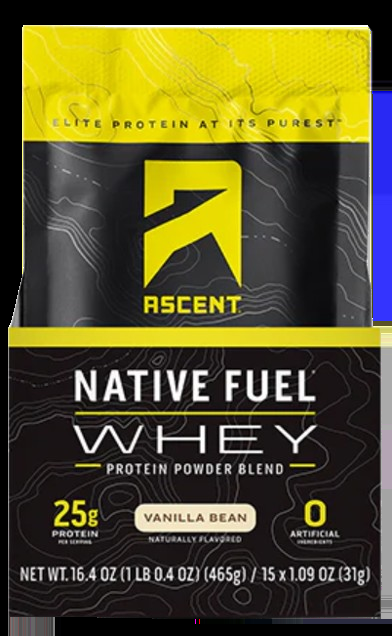 ELITE PROTEIN AT ITS PUREST™
ASCENT
NATIVE FUEL®
WHEY
PROTEIN POWDER BLEND
25g
PROTEIN
PER SERVING
VANILLA BEAN
NATURALLY FLAVORED
0
ARTIFICIAL
INGREDIENTS
NET WT. 16.4 OZ (1 LB 0.4 OZ) (465g) / 15 x 1.09 OZ (31g)